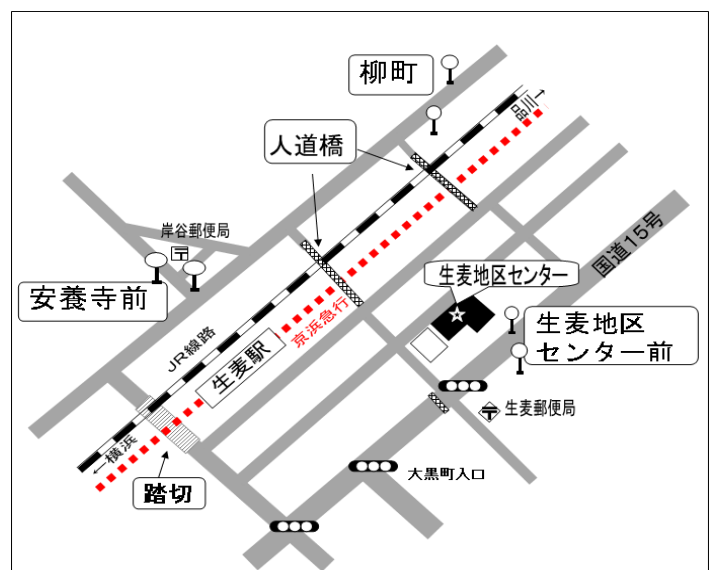 柳町
品川→
人道橋
岸谷郵便局
〒
安養寺前
国道15号
生麦地区センター
生麦地区
センター前
京浜急行
JR線路
生麦駅
〒
生麦郵便局
←横浜
踏切
大黒町入口